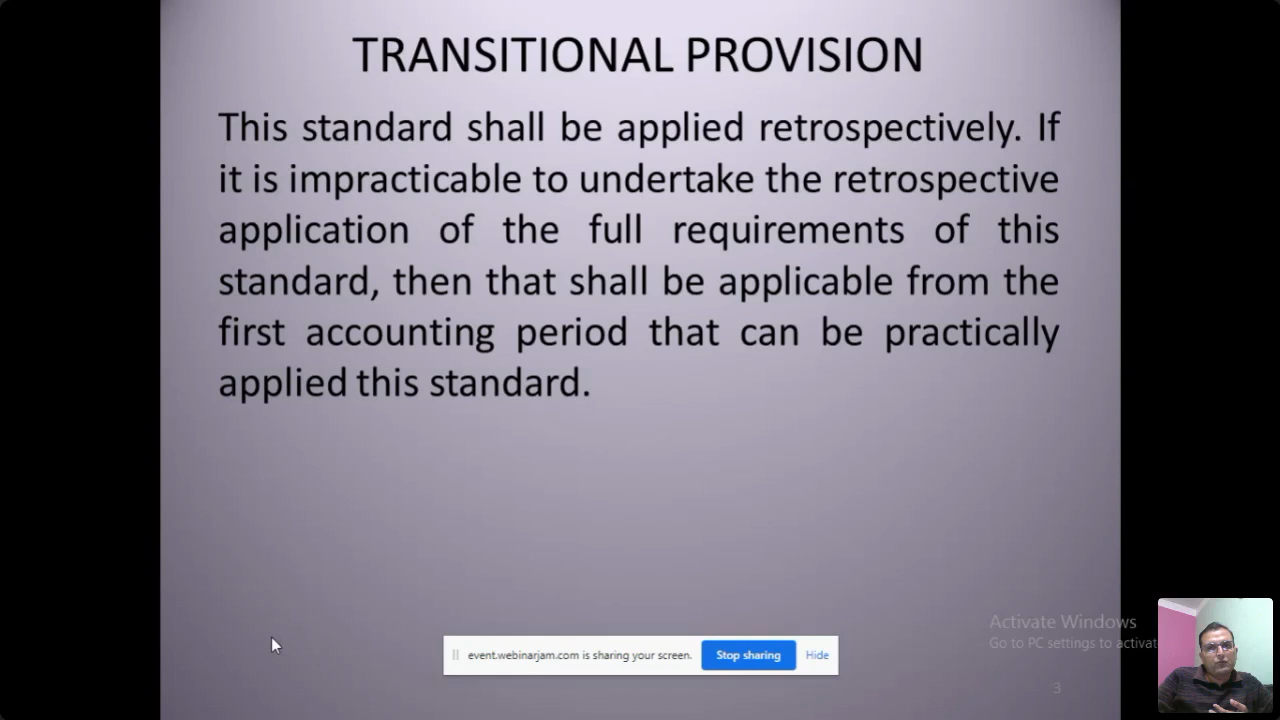 TRANSITIONAL PROVISION
This standard shall be applied retrospectively. If
it is impracticable to undertake the retrospective
application of the full requirements of this
standard, then that shall be applicable from the
first accounting period that can be practically
applied this standard.
Activate Windows
Go to PC settings to activat
event.webinarjam.com is sharing your screen. Stop sharing Hide
3